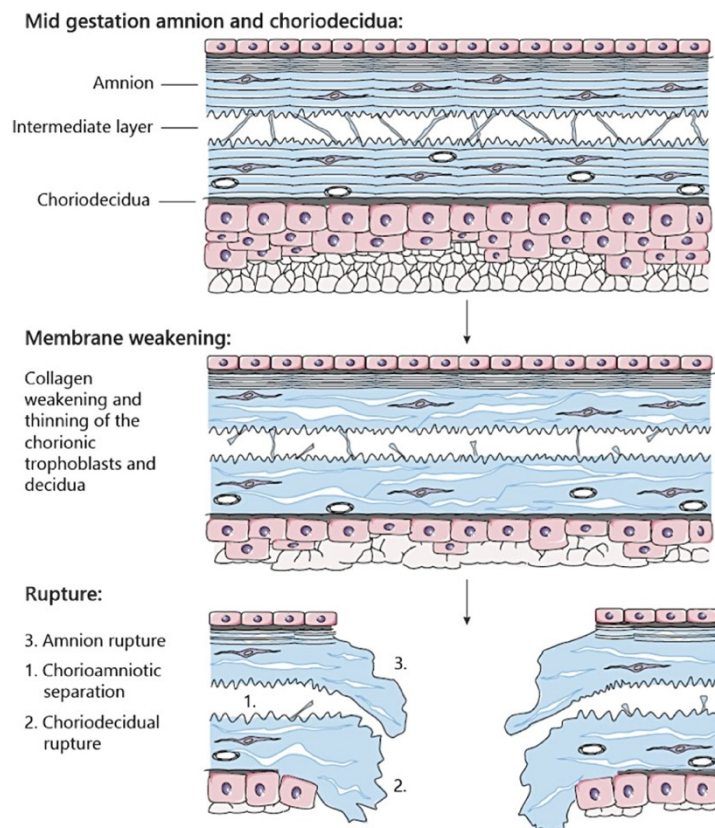 Mid gestation amnion and choriodecidua:
Amnion
Intermediate layer
Choriodecidua
Membrane weakening:
Collagen
weakening and
thinning of the
chorionic
trophoblasts and
decidua
Rupture:
3. Amnion rupture
1. Chorioamniotic
separation
2. Choriodecidual
rupture
3.
1.
2.